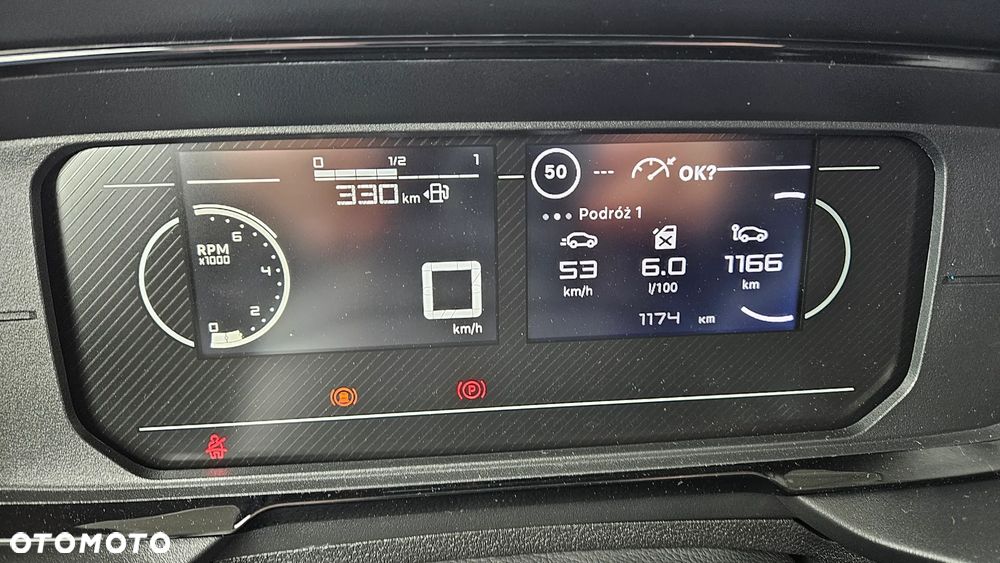 0 1/2 1
330 km
RPM
x1000
6
4
2
0
0
km/h
50 --- OK?
Podróż 1
53 6.0 1166
km/h l/100 km
1174 km
P
OTOMOTO